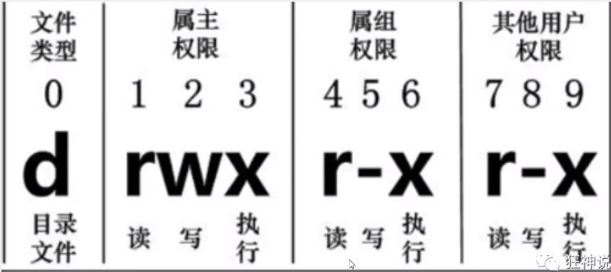 文件 属主 属组 其他用户
类型 权限 权限 权限
0 1 2 3 4 5 6 7 8 9
d rwx r-x r-x
目录 读 写 执 读 写 执 读 写 执
文件 行 行 行
狂神说